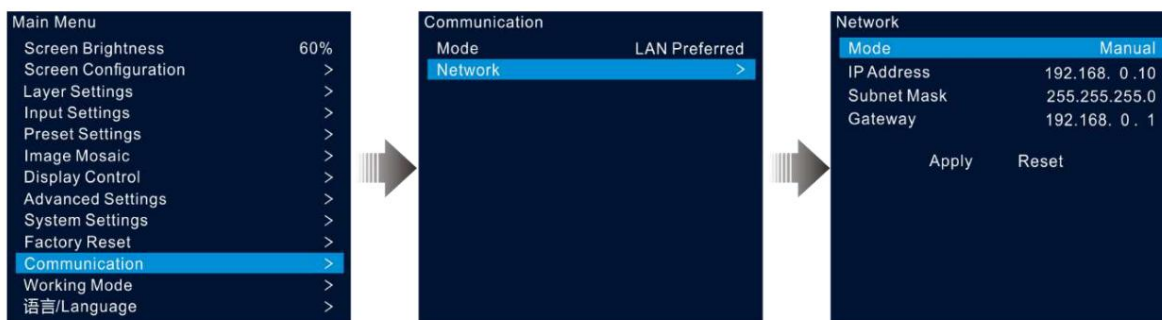 Main Menu
Screen Brightness 60%
Screen Configuration >
Layer Settings >
Input Settings >
Preset Settings >
Image Mosaic >
Display Control >
Advanced Settings >
System Settings >
Factory Reset >
Communication >
Working Mode >
语言/Language >
Communication
Mode LAN Preferred
Network >
Network
Mode Manual
IP Address 192.168. 0 .10
Subnet Mask 255.255.255.0
Gateway 192.168. 0 . 1
Apply Reset